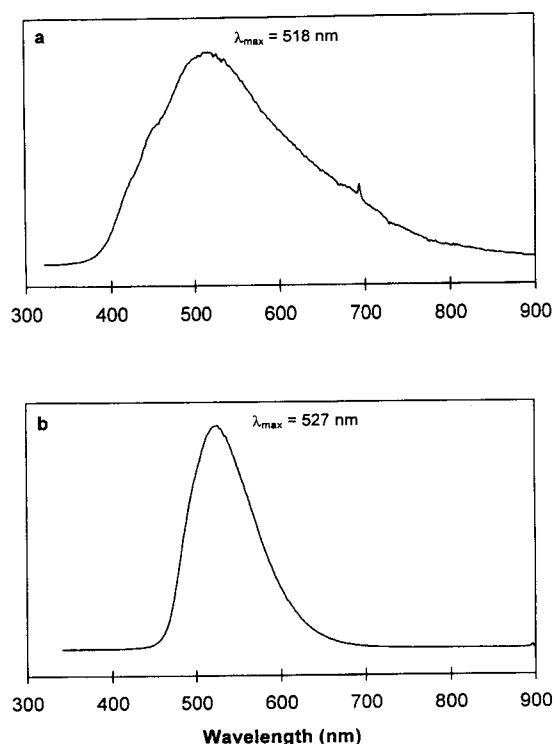 a
λmax = 518 nm
300 400 500 600 700 800 900
b
λmax = 527 nm
300 400 500 600 700 800 900
Wavelength (nm)